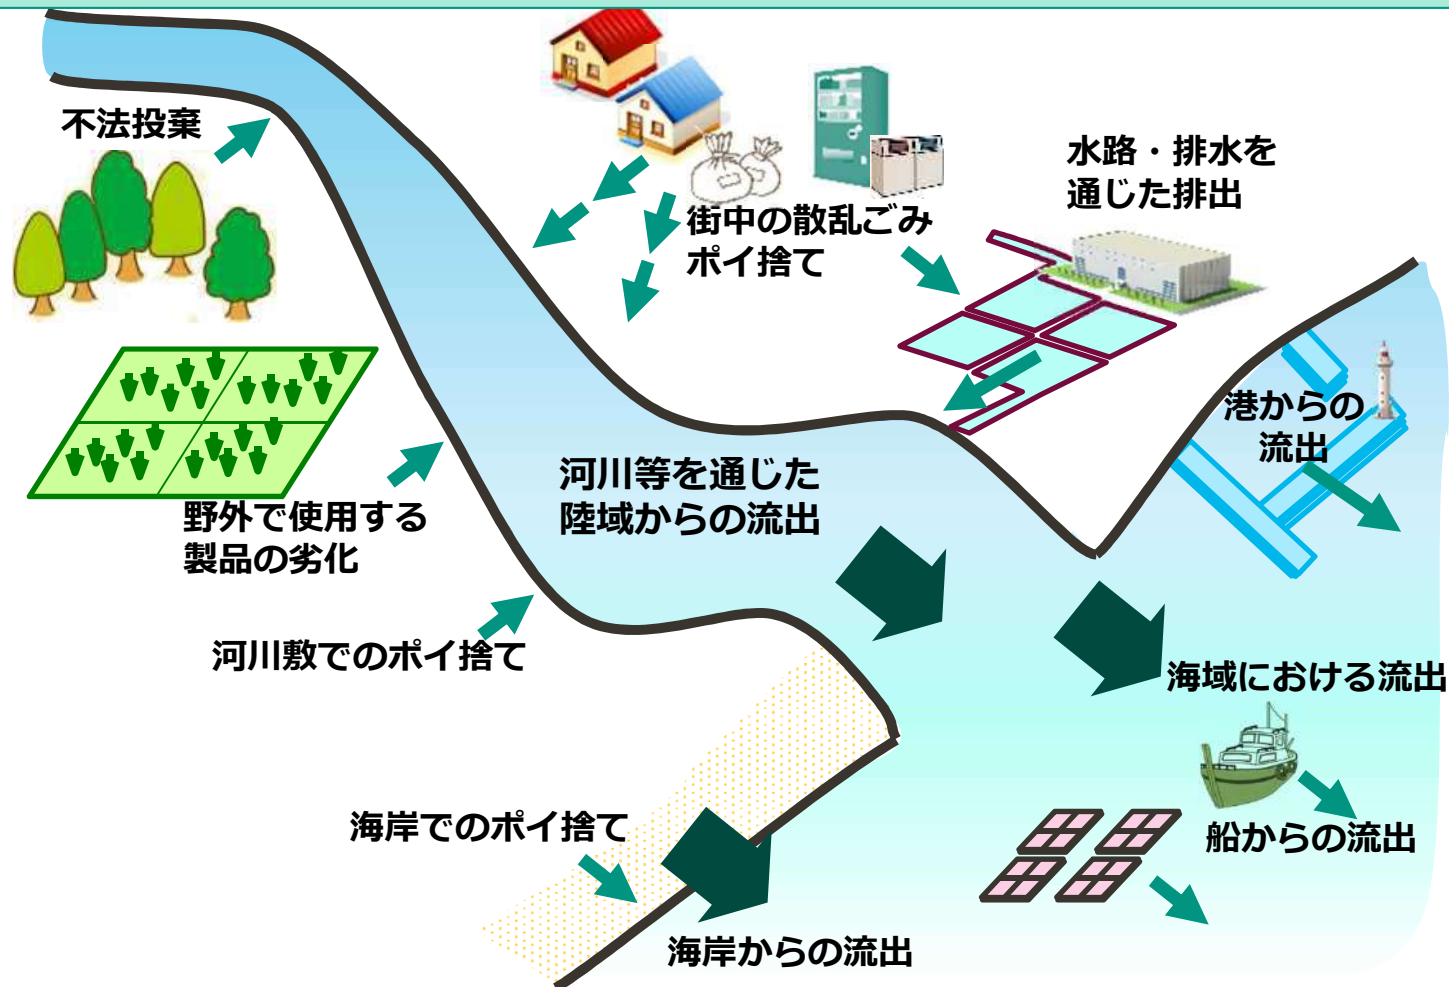 不法投棄
街中の散乱ごみ
ポイ捨て
水路・排水を
通じた排出
港からの
流出
河川等を通じた
陸域からの流出
野外で使用する
製品の劣化
河川敷でのポイ捨て
海域における流出
海岸でのポイ捨て
船からの流出
海岸からの流出